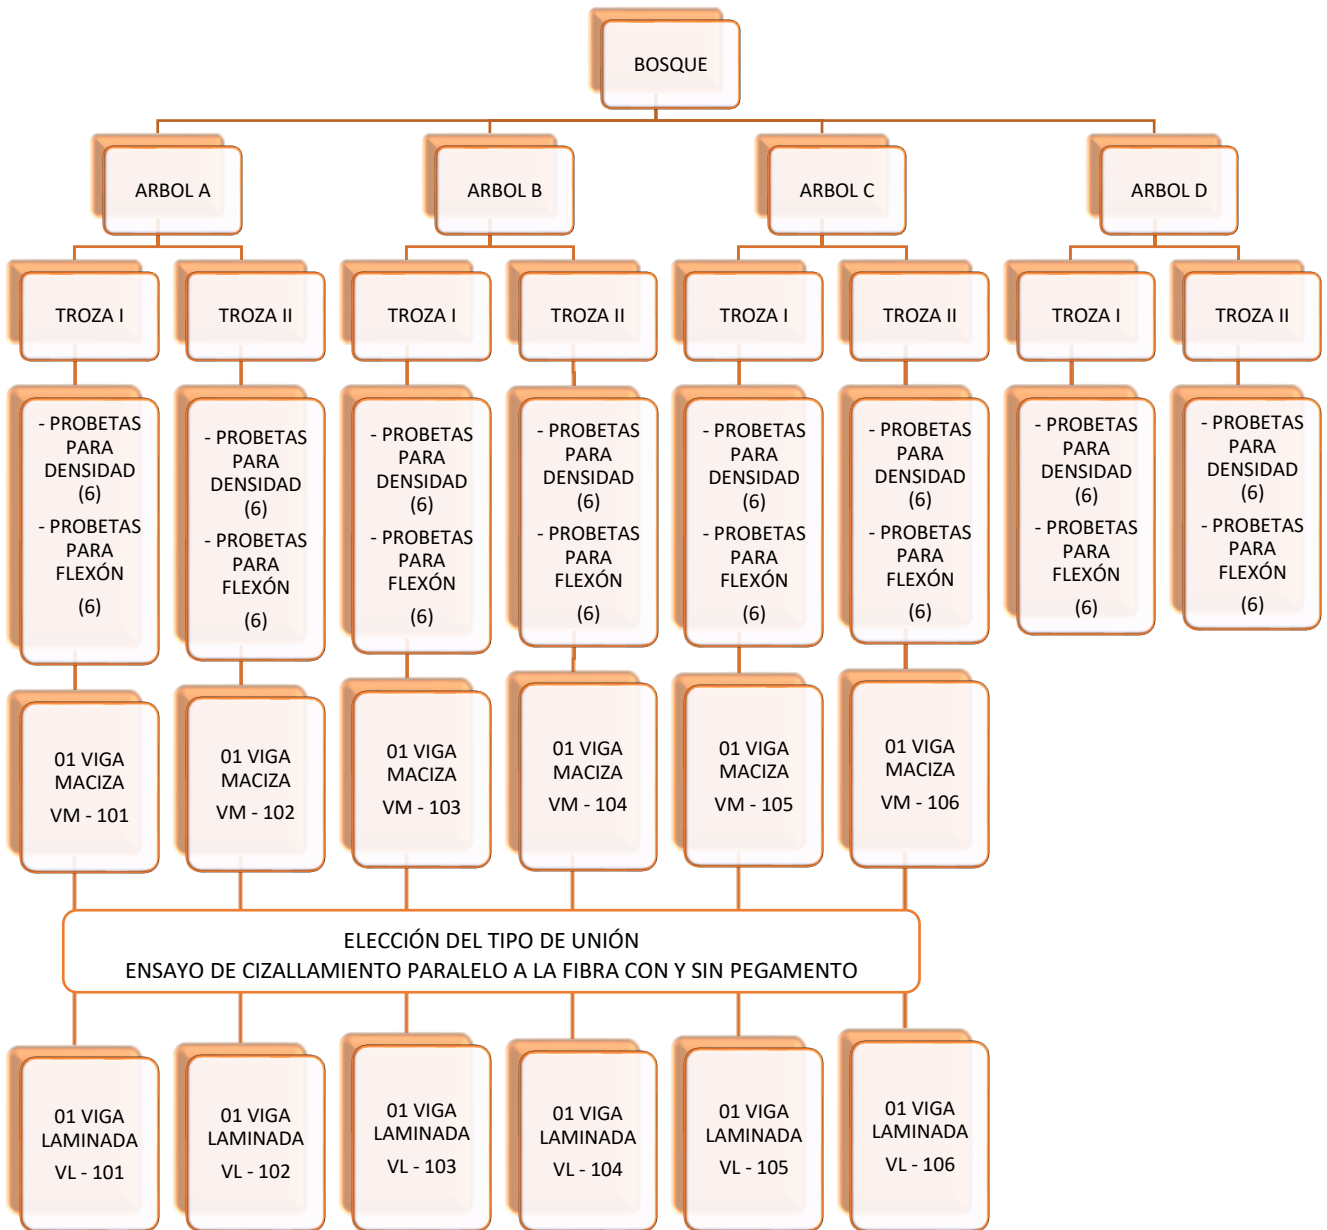 BOSQUE
ARBOL A
ARBOL B
ARBOL C
ARBOL D
TROZA I
TROZA II
TROZA I
TROZA II
TROZA I
TROZA II
TROZA I
TROZA II
- PROBETAS
PARA
DENSIDAD
(6)
- PROBETAS
PARA
FLEXÓN
(6)
- PROBETAS
PARA
DENSIDAD
(6)
- PROBETAS
PARA
FLEXÓN
(6)
- PROBETAS
PARA
DENSIDAD
(6)
- PROBETAS
PARA
FLEXÓN
(6)
- PROBETAS
PARA
DENSIDAD
(6)
- PROBETAS
PARA
FLEXÓN
(6)
- PROBETAS
PARA
DENSIDAD
(6)
- PROBETAS
PARA
FLEXÓN
(6)
- PROBETAS
PARA
DENSIDAD
(6)
- PROBETAS
PARA
FLEXÓN
(6)
- PROBETAS
PARA
DENSIDAD
(6)
- PROBETAS
PARA
FLEXÓN
(6)
- PROBETAS
PARA
DENSIDAD
(6)
- PROBETAS
PARA
FLEXÓN
(6)
01 VIGA
MACIZA
VM - 101
01 VIGA
MACIZA
VM - 102
01 VIGA
MACIZA
VM - 103
01 VIGA
MACIZA
VM - 104
01 VIGA
MACIZA
VM - 105
01 VIGA
MACIZA
VM - 106
ELECCIÓN DEL TIPO DE UNIÓN
ENSAYO DE CIZALLAMIENTO PARALELO A LA FIBRA CON Y SIN PEGAMENTO
01 VIGA
LAMINADA
VL - 101
01 VIGA
LAMINADA
VL - 102
01 VIGA
LAMINADA
VL - 103
01 VIGA
LAMINADA
VL - 104
01 VIGA
LAMINADA
VL - 105
01 VIGA
LAMINADA
VL - 106